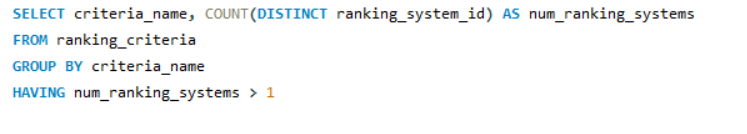 SELECT criteria_name, COUNT(DISTINCT ranking_system_id) AS num_ranking_systems
FROM ranking_criteria
GROUP BY criteria_name
HAVING num_ranking_systems > 1